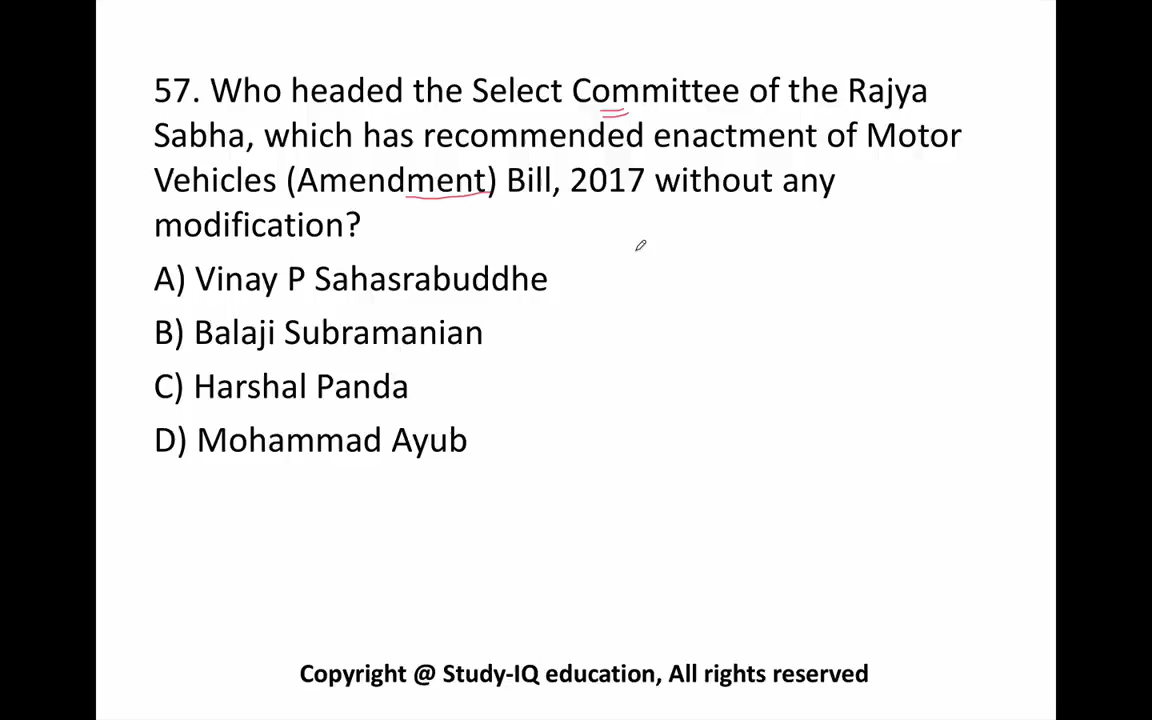 57. Who headed the Select Committee of the Rajya
Sabha, which has recommended enactment of Motor
Vehicles (Amendment) Bill, 2017 without any
modification?
A) Vinay P Sahasrabuddhe
B) Balaji Subramanian
C) Harshal Panda
D) Mohammad Ayub
Copyright @ Study-IQ education, All rights reserved